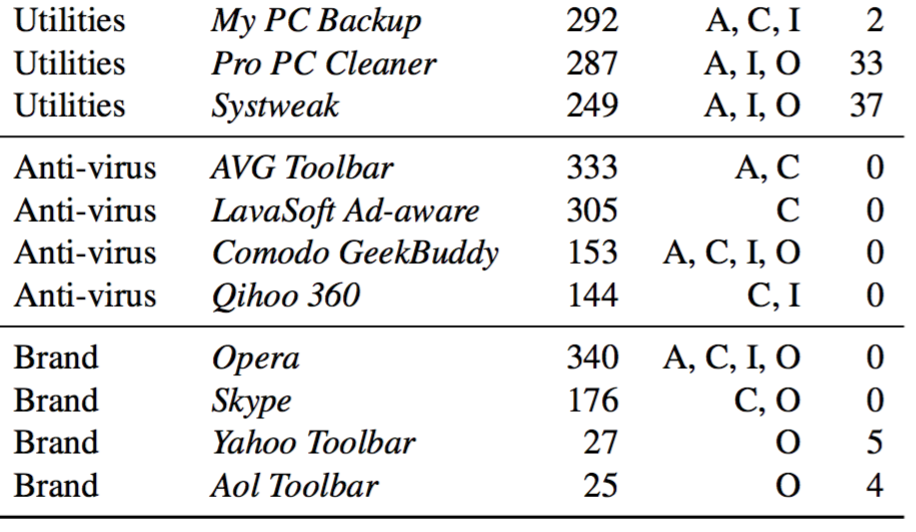 Utilities My PC Backup 292 A, C, I 2
Utilities Pro PC Cleaner 287 A, I, O 33
Utilities Systweak 249 A, I, O 37
Anti-virus AVG Toolbar 333 A, C 0
Anti-virus LavaSoft Ad-aware 305 C 0
Anti-virus Comodo GeekBuddy 153 A, C, I, O 0
Anti-virus Qihoo 360 144 C, I 0
Brand Opera 340 A, C, I, O 0
Brand Skype 176 C, O 0
Brand Yahoo Toolbar 27 O 5
Brand Aol Toolbar 25 O 4